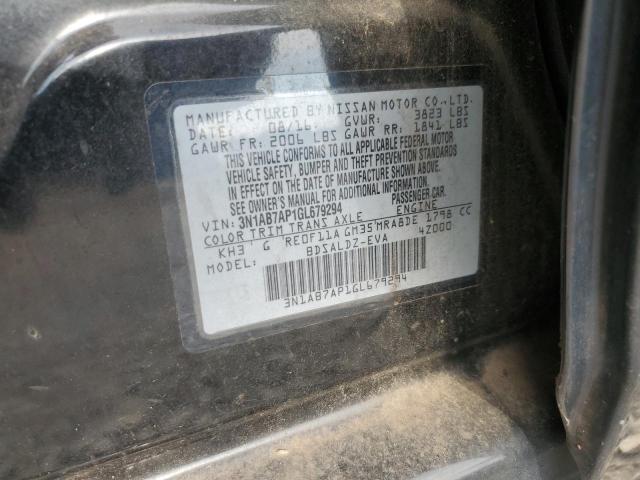 MANUFACTURED BY NISSAN MOTOR CO., LTD.
DATE: 08/16 GVWR: 3823 LBS
GAWR FR: 2006 LBS GAWR RR: 1841 LBS
THIS VEHICLE CONFORMS TO ALL APPLICABLE FEDERAL MOTOR
VEHICLE SAFETY, BUMPER AND THEFT PREVENTION STANDARDS
IN EFFECT ON THE DATE OF MANUFACTURE SHOWN ABOVE.
SEE OWNER'S MANUAL FOR ADDITIONAL INFORMATION.
VIN: 3N1AB7AP1GL679294 PASSENGER CAR.
COLOR TRIM TRANS AXLE ENGINE
KH3 G RE0F11A GM35 MRA8DE 1798 CC
MODEL: BDSALDZ-EVA 4Z000
3N1AB7AP1GL679294